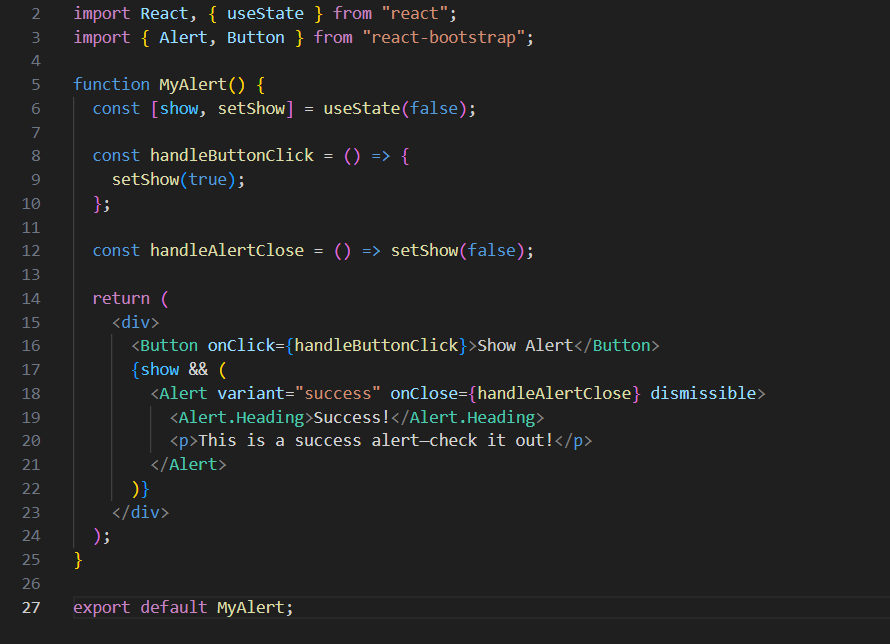 2 import React, { useState } from "react";
3 import { Alert, Button } from "react-bootstrap";
4
5 function MyAlert() {
6   const [show, setShow] = useState(false);
7
8   const handleButtonClick = () => {
9     setShow(true);
10   };
11
12   const handleAlertClose = () => setShow(false);
13
14   return (
15     <div>
16       <Button onClick={handleButtonClick}>Show Alert</Button>
17       {show && (
18         <Alert variant="success" onClose={handleAlertClose} dismissible>
19           <Alert.Heading>Success!</Alert.Heading>
20           <p>This is a success alert—check it out!</p>
21         </Alert>
22       )}
23     </div>
24   );
25 }
26
27 export default MyAlert;